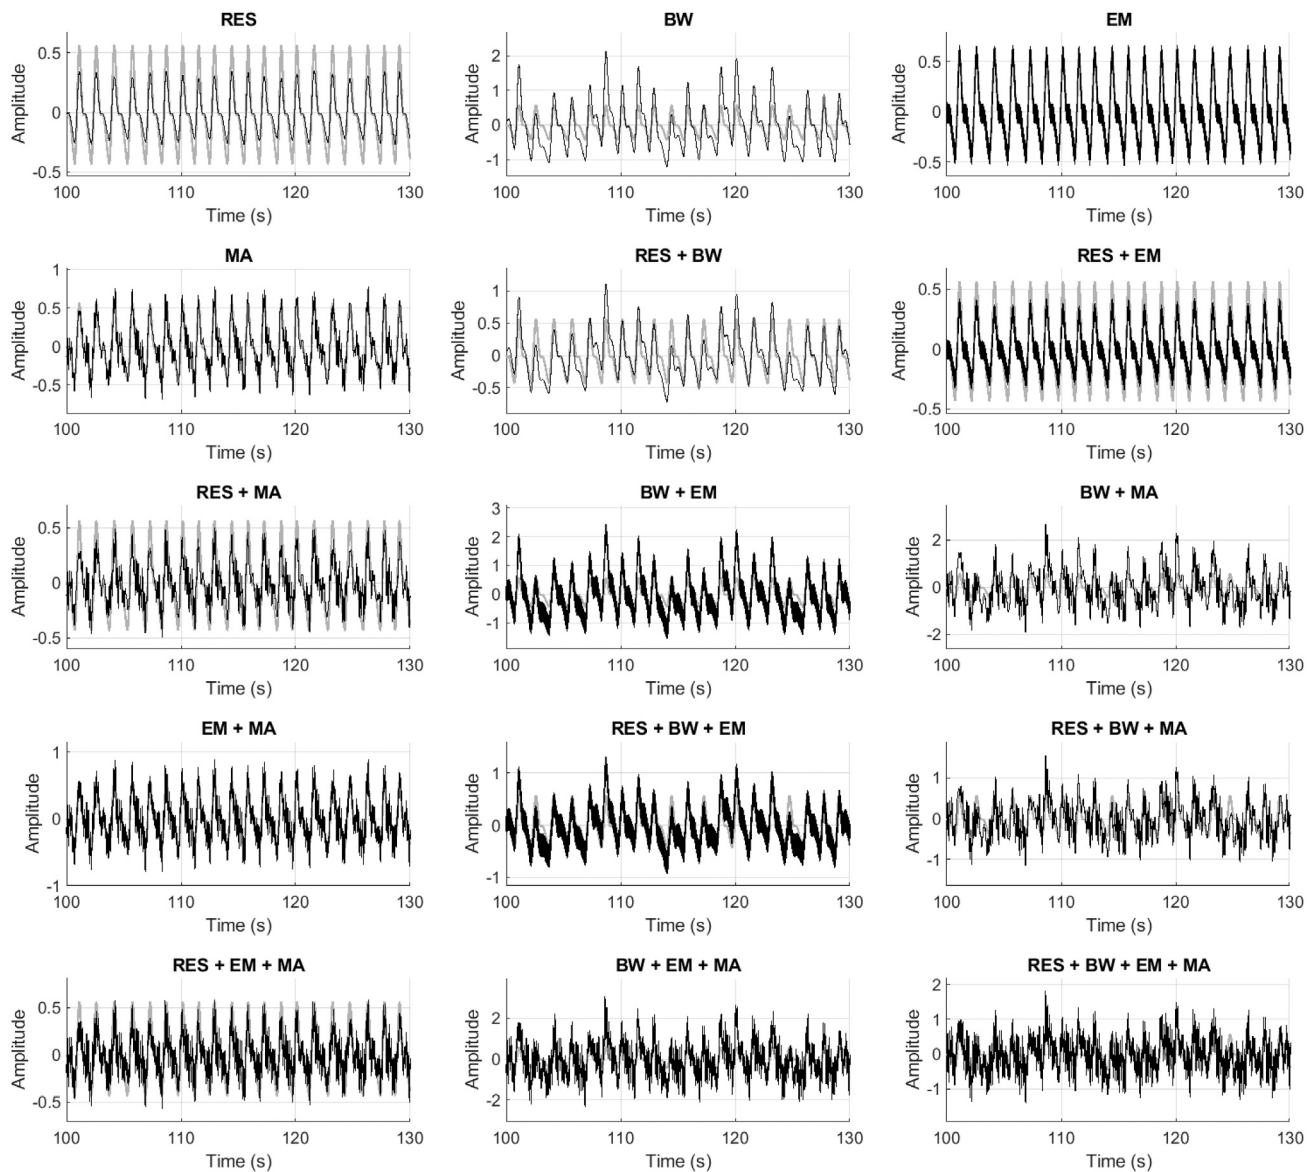 RES
Amplitude
0.5
0
-0.5
100 110 120 130
Time (s)
BW
Amplitude
2
1
0
-1
100 110 120 130
Time (s)
EM
Amplitude
0.5
0
-0.5
100 110 120 130
Time (s)
MA
Amplitude
1
0.5
0
-0.5
100 110 120 130
Time (s)
RES + BW
Amplitude
1
0.5
0
-0.5
100 110 120 130
Time (s)
RES + EM
Amplitude
0.5
0
-0.5
100 110 120 130
Time (s)
RES + MA
Amplitude
0.5
0
-0.5
100 110 120 130
Time (s)
BW + EM
Amplitude
3
2
1
0
-1
100 110 120 130
Time (s)
BW + MA
Amplitude
2
0
-2
100 110 120 130
Time (s)
EM + MA
Amplitude
1
0
-1
100 110 120 130
Time (s)
RES + BW + EM
Amplitude
1
0
-1
100 110 120 130
Time (s)
RES + BW + MA
Amplitude
1
0
-1
100 110 120 130
Time (s)
RES + EM + MA
Amplitude
0.5
0
-0.5
100 110 120 130
Time (s)
BW + EM + MA
Amplitude
2
0
-2
100 110 120 130
Time (s)
RES + BW + EM + MA
Amplitude
2
1
0
-1
100 110 120 130
Time (s)